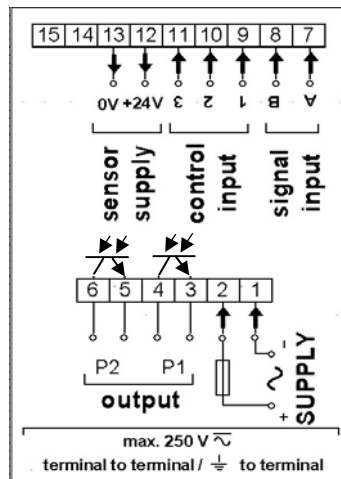 15 14 13 12 11 10 9 8 7
0V +24V 3 2 1 B A
sensor supply
control input
signal input
6 5 4 3 2 1
P2 P1
output
- + SUPPLY
max. 250 V
terminal to terminal / to terminal